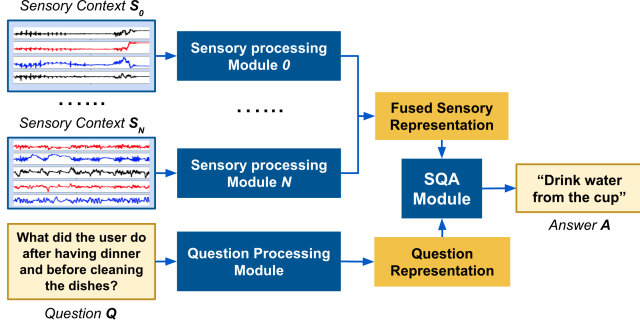 Sensory Context S0
Sensory processing
Module 0
......
......
Fused Sensory
Representation
Sensory Context SN
Sensory processing
Module N
SQA
Module
“Drink water
from the cup”
Answer A
What did the user do
after having dinner
and before cleaning
the dishes?
Question Processing
Module
Question
Representation
Question Q